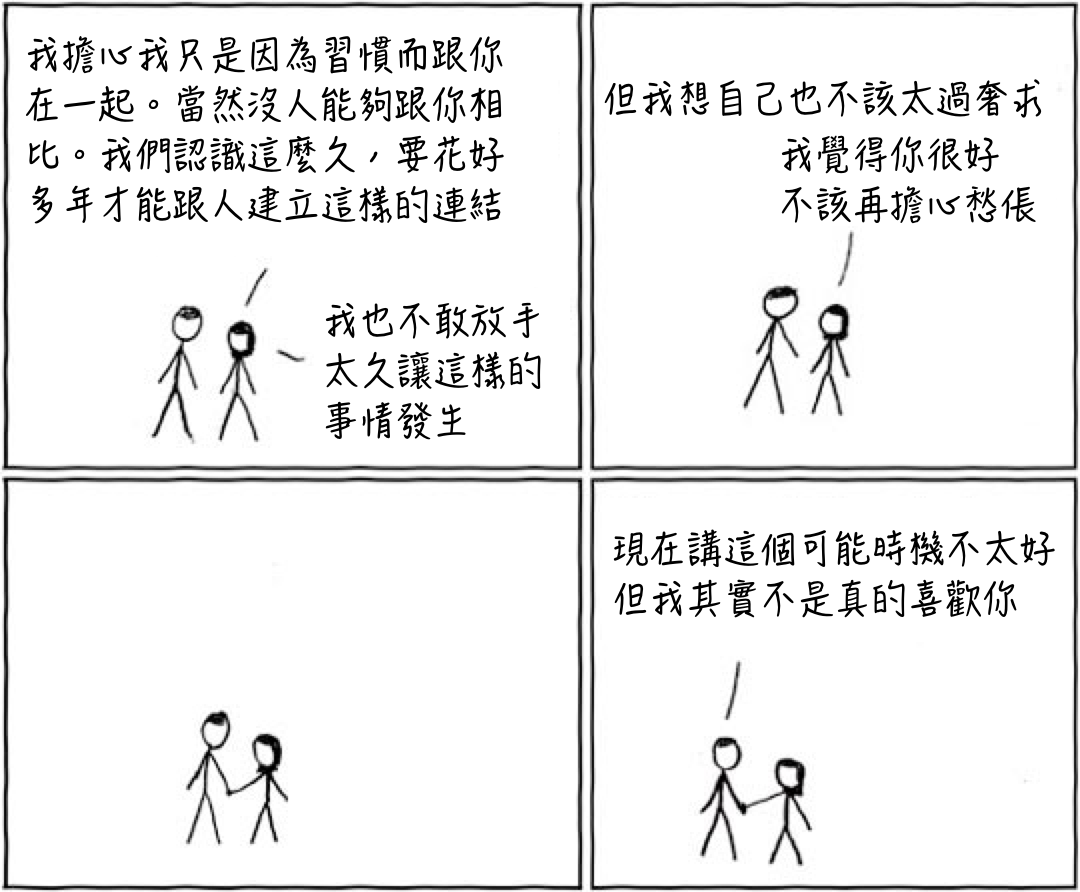 我擔心我只是因為習慣而跟你
在一起。當然沒人能夠跟你相
比。我們認識這麼久，要花好
多年才能跟人建立這樣的連結
我也不敢放手
太久讓這樣的
事情發生
但我想自己也不該太過奢求
我覺得你很好
不該再擔心愁倀
現在講這個可能時機不太好
但我其實不是真的喜歡你